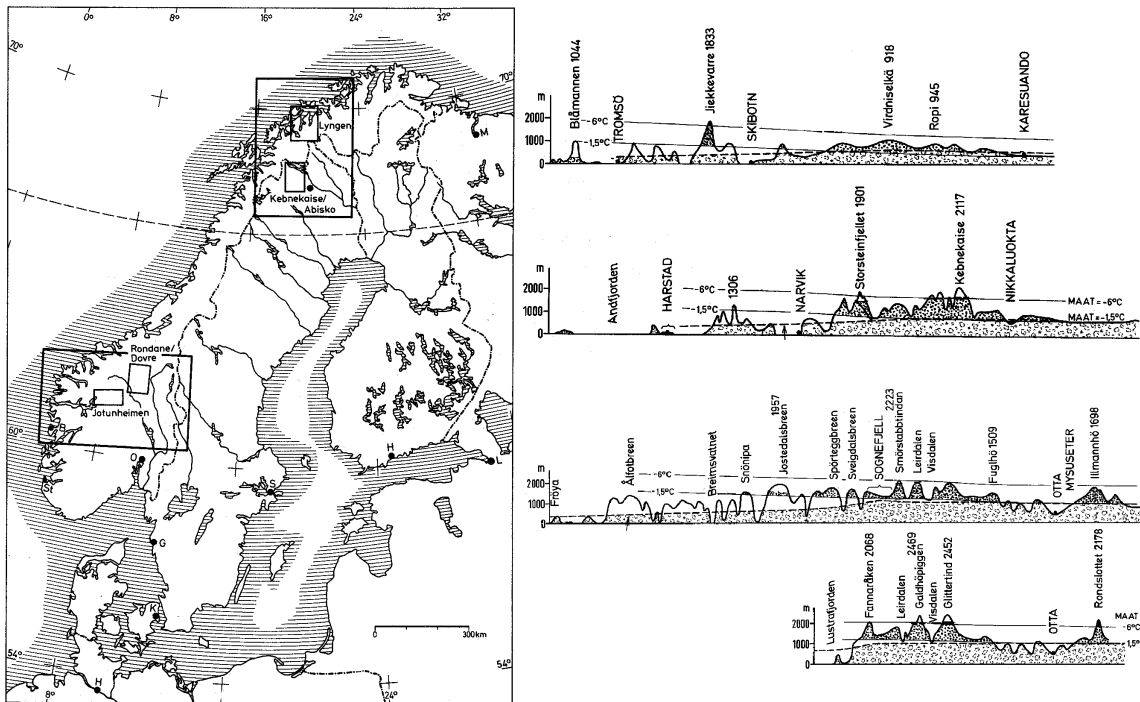 0°
8°
16°
24°
32°
70°
70°
Lyngen
M
Kebnekaise/
Abisko
Rondane/
Dovre
Jotunheimen
B
60°
O
S
H
L
G
K
0
300km
54°
54°
H
8°
24°
m
2000
1000
0
Blåmannen 1044
TROMSÖ
Jiekkevarre 1833
SKIBOTN
Virdniselkä 918
Ropi 945
KARESUANDO
-6°C
-1,5°C
m
2000
1000
0
Andfjorden
HARSTAD
1306
NARVIK
Storsteinfjellet 1901
Kebnekaise 2117
NIKKALUOKTA
-6°C
-1,5°C
MAAT = -6°C
MAAT = -1,5°C
m
2000
1000
0
Fröya
Ålfotbreen
Breimsvatnet
Snönipa
Jostedalsbreen 1957
Spörteggbreen
Sveigdalsbreen
SOGNEFJELL
Smörstabbtindan 2223
Leirdalen
Visdalen
Fuglhö 1509
OTTA
MYSUSETER
Illmannhö 1698
-6°C
-1,5°C
m
2000
1000
0
Lustrafjorden
Fannaråken 2068
Leirdalen
Galdhöpiggen 2469
Visdalen
Glittertind 2452
OTTA
Rondslottet 2178
MAAT
-6°C
1,5°